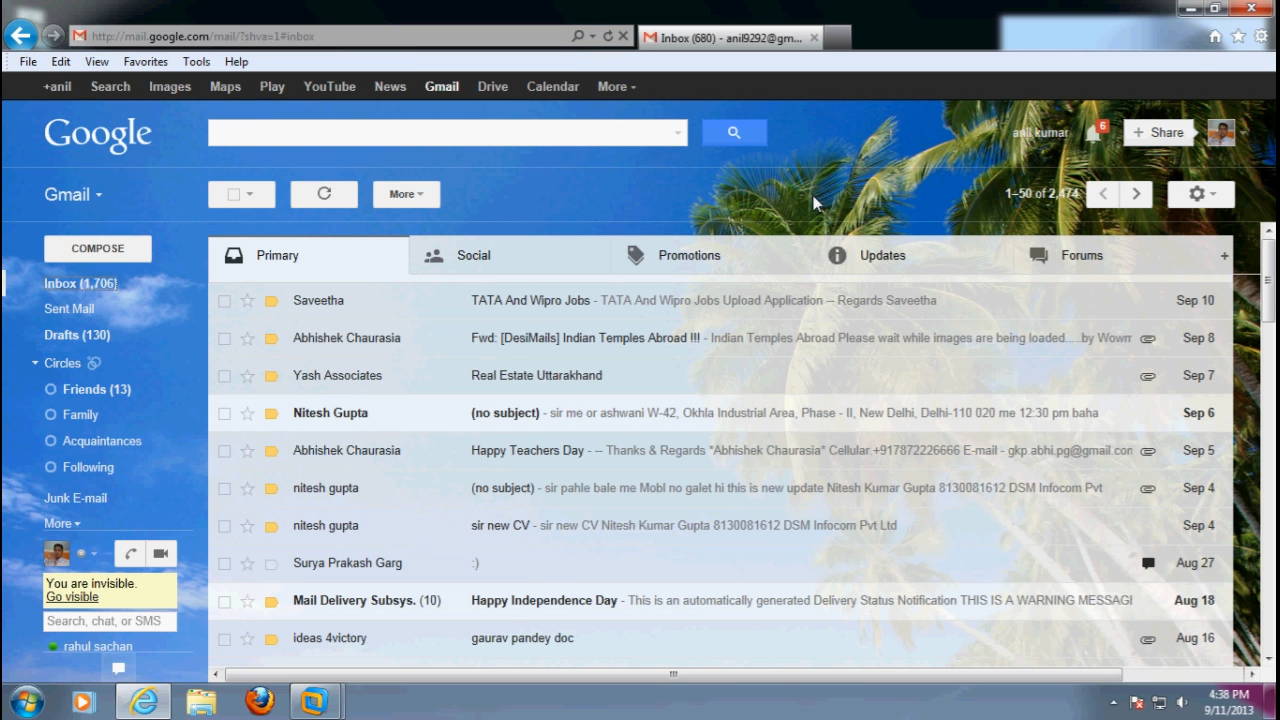 http://mail.google.com/mail/?shva=1#inbox
Inbox (680) - anil9292@gm...
File Edit View Favorites Tools Help
+anil Search Images Maps Play YouTube News Gmail Drive Calendar More
Google
anil kumar 6 + Share
Gmail
More
1–50 of 2,474
COMPOSE
Primary Social Promotions Updates Forums +
Inbox (1,706)
Sent Mail
Drafts (130)
Circles
Friends (13)
Family
Acquaintances
Following
Junk E-mail
More
You are invisible.
Go visible
Search, chat, or SMS
rahul sachan
Saveetha TATA And Wipro Jobs - TATA And Wipro Jobs Upload Application -- Regards Saveetha Sep 10
Abhishek Chaurasia Fwd: [DesiMails] Indian Temples Abroad !!! - Indian Temples Abroad Please wait while images are being loaded.....by Wowm Sep 8
Yash Associates Real Estate Uttarakhand Sep 7
Nitesh Gupta (no subject) - sir me or ashwani W-42, Okhla Industrial Area, Phase - II, New Delhi, Delhi-110 020 me 12:30 pm baha Sep 6
Abhishek Chaurasia Happy Teachers Day - -- Thanks & Regards *Abhishek Chaurasia* Cellular.+917872226666 E-mail - gkp.abhi.pg@gmail.con Sep 5
nitesh gupta (no subject) - sir pahle bale me Mobl no galet hi this is new update Nitesh Kumar Gupta 8130081612 DSM Infocom Pvt Sep 4
nitesh gupta sir new CV - sir new CV Nitesh Kumar Gupta 8130081612 DSM Infocom Pvt Ltd Sep 4
Surya Prakash Garg :) Aug 27
Mail Delivery Subsys. (10) Happy Independence Day - This is an automatically generated Delivery Status Notification THIS IS A WARNING MESSAGE Aug 18
ideas 4victory gaurav pandey doc Aug 16
4:38 PM
9/11/2013